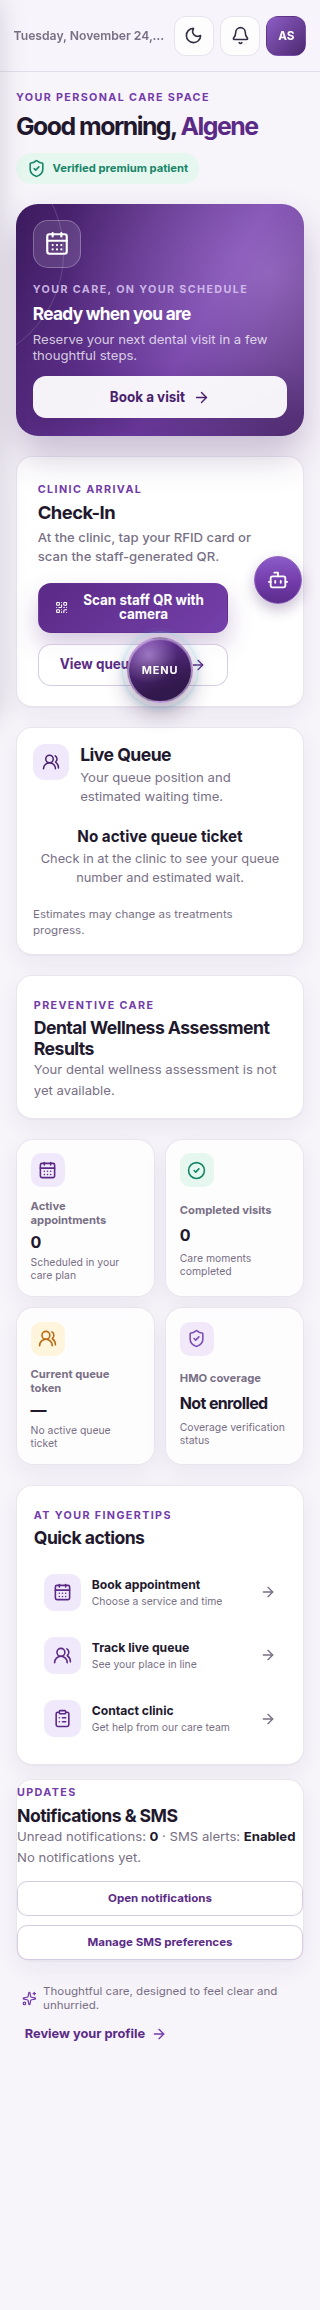 Tuesday, November 24,...
AS
YOUR PERSONAL CARE SPACE
Good morning, Algene
Verified premium patient
YOUR CARE, ON YOUR SCHEDULE
Ready when you are
Reserve your next dental visit in a few
thoughtful steps.
Book a visit
CLINIC ARRIVAL
Check-In
At the clinic, tap your RFID card or
scan the staff-generated QR.
Scan staff QR with
camera
View
MENU
Live Queue
Your queue position and
estimated waiting time.
No active queue ticket
Check in at the clinic to see your queue
number and estimated wait.
Estimates may change as treatments
progress.
PREVENTIVE CARE
Dental Wellness Assessment
Results
Your dental wellness assessment is not
yet available.
Active
appointments
0
Scheduled in your
care plan
Completed visits
0
Care moments
completed
Current queue
token
—
No active queue
ticket
HMO coverage
Not enrolled
Coverage verification
status
AT YOUR FINGERTIPS
Quick actions
Book appointment
Choose a service and time
Track live queue
See your place in line
Contact clinic
Get help from our care team
UPDATES
Notifications & SMS
Unread notifications: 0 · SMS alerts: Enabled
No notifications yet.
Open notifications
Manage SMS preferences
Thoughtful care, designed to feel clear and
unhurried.
Review your profile